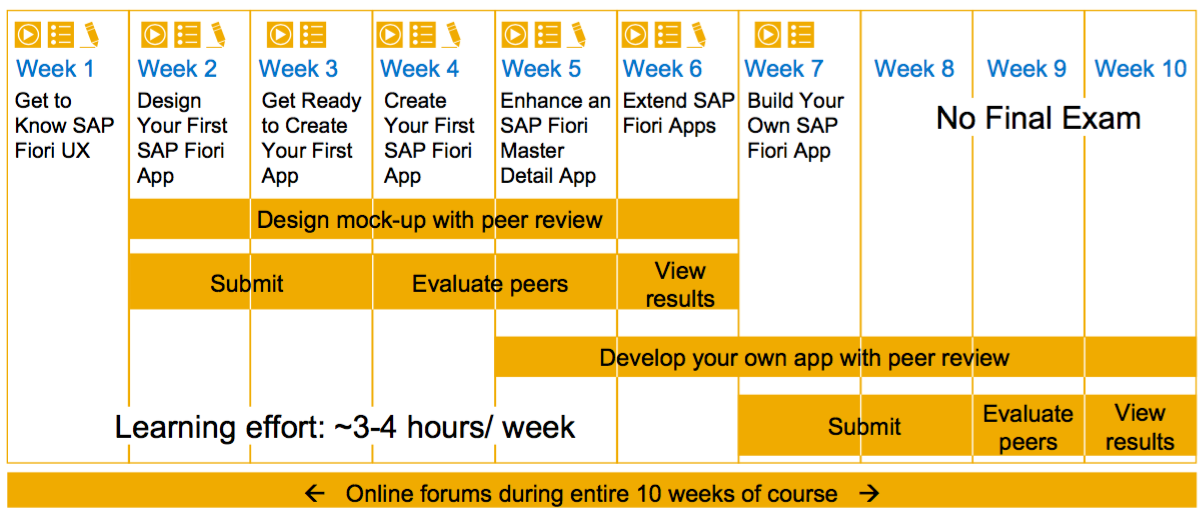 Week 1
Get to
Know SAP
Fiori UX
Week 2
Design
Your First
SAP Fiori
App
Week 3
Get Ready
to Create
Your First
App
Week 4
Create
Your First
SAP Fiori
App
Week 5
Enhance an
SAP Fiori
Master
Detail App
Week 6
Extend SAP
Fiori Apps
Week 7
Build Your
Own SAP
Fiori App
Week 8
Week 9
Week 10
No Final Exam
Design mock-up with peer review
Submit
Evaluate peers
View
results
Develop your own app with peer review
Learning effort: ~3-4 hours/ week
Submit
Evaluate
peers
View
results
← Online forums during entire 10 weeks of course →